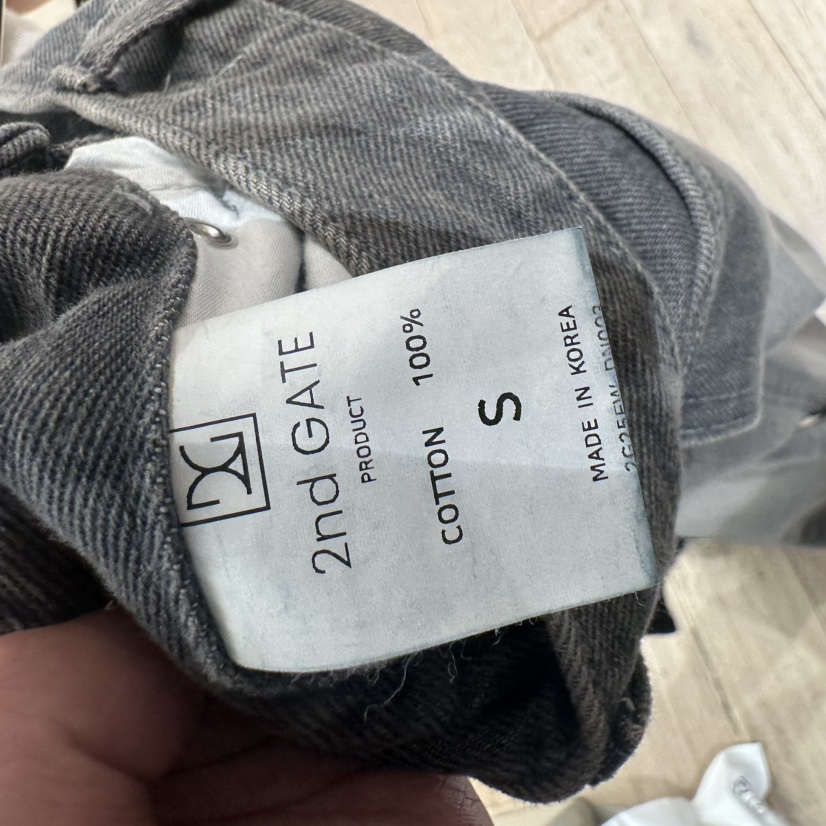 2nd GATE
PRODUCT
COTTON 100%
S
MADE IN KOREA